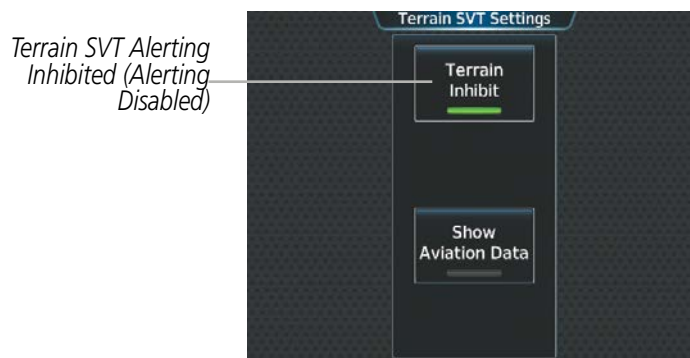 Terrain SVT Settings
Terrain SVT Alerting
Inhibited (Alerting
Disabled)
Terrain
Inhibit
Show
Aviation Data